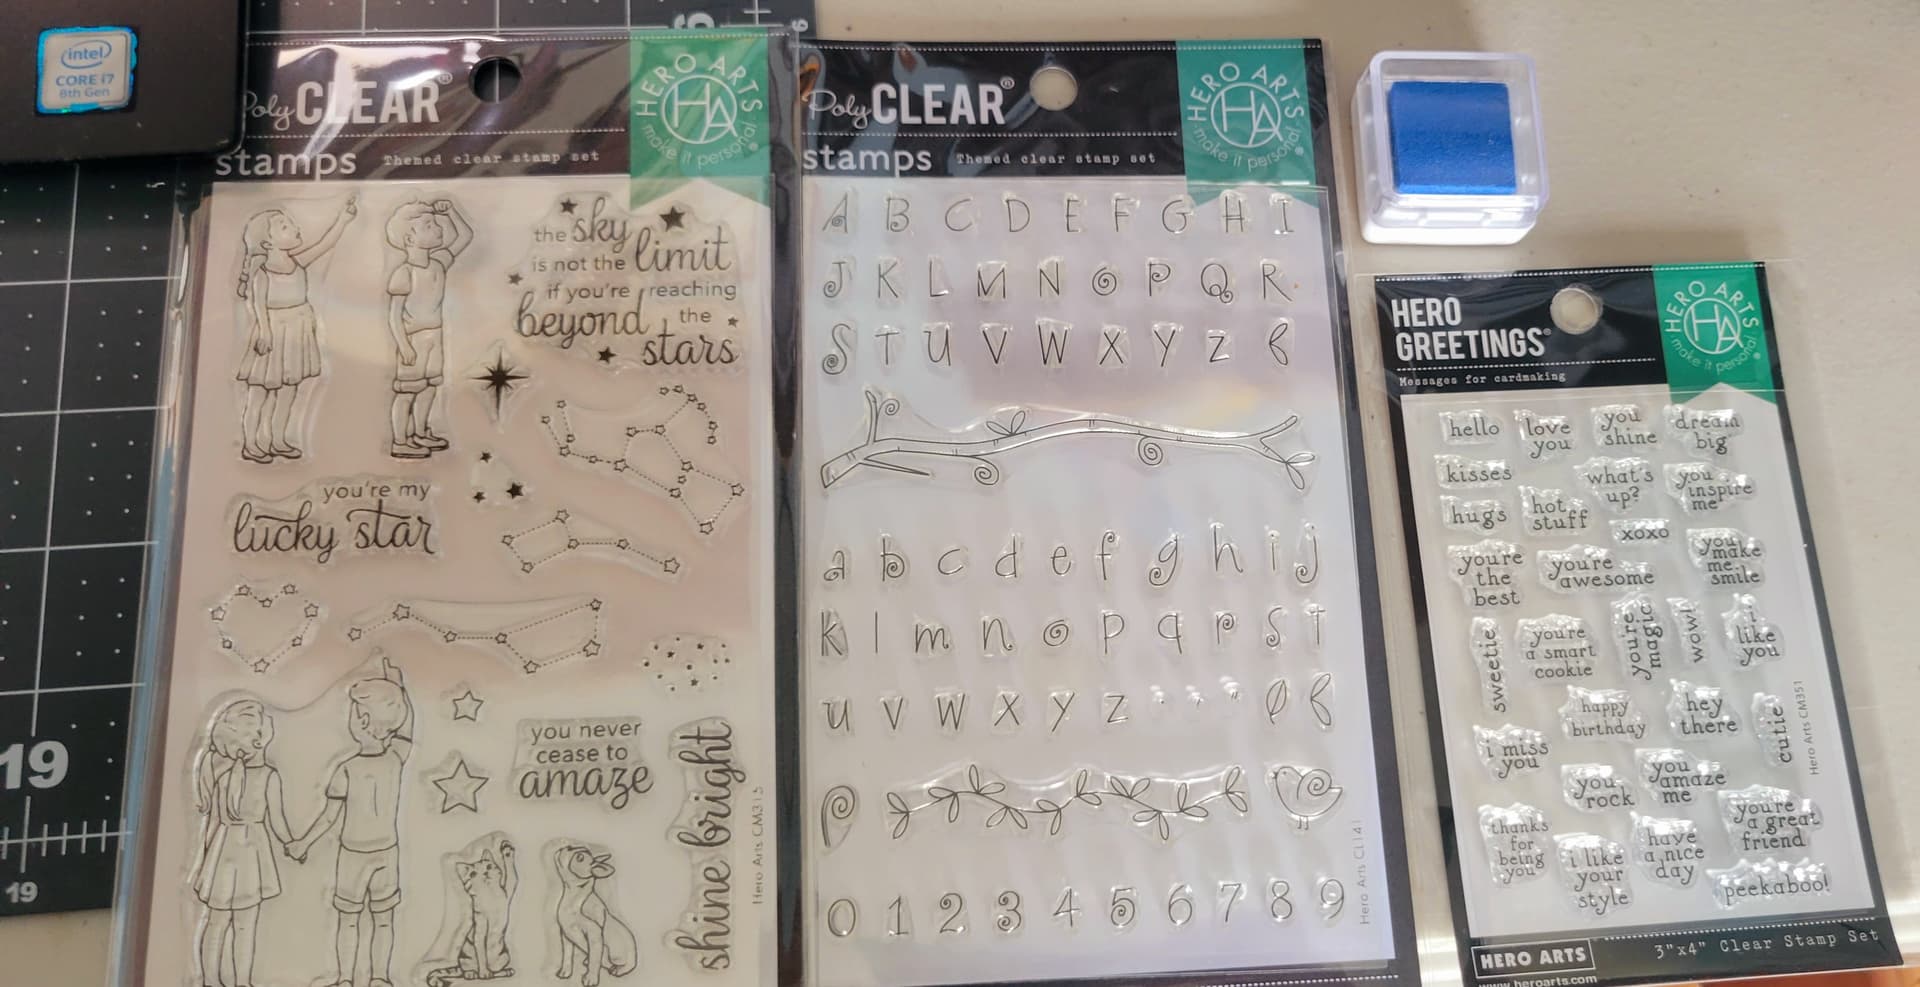 intel
CORE i7
8th Gen
19
19
Poly CLEAR®
stamps Themed clear stamp set
HERO ARTS
HA
make it personal
the sky
limit
is not the
if you're reaching
beyond the
stars
you're my
lucky star
you never
cease to
amaze
shine bright
Hero Arts CM313
Poly CLEAR®
stamps Themed clear stamp set
HERO ARTS
HA
make it personal®
A B C D E F G H I
J K L M N O P Q R
S T U V W X Y Z
a b c d e f g h i j
k l m n o p q r s t
u v w x y z
0 1 2 3 4 5 6 7 8 9
Hero Arts CL141
HERO
GREETINGS®
Messages for cardmaking
HERO ARTS
HA
make it personal
hello
love
you
you
shine
dream
big
kisses
what's
up?
you
inspire
me
hugs
hot
stuff
xoxo
you
make
me
smile
you're
the
best
you're
awesome
sweetie
you're
a smart
cookie
you're
magic
wow!
i
like
you
happy
birthday
hey
there
cutie
i miss
you
you
rock
you
amaze
me
you're
a great
friend
thanks
for
being
you
i like
your
style
have
a nice
day
peekaboo!
Hero Arts CM351
HERO ARTS
3"x4" Clear Stamp Set
www.heroarts.com